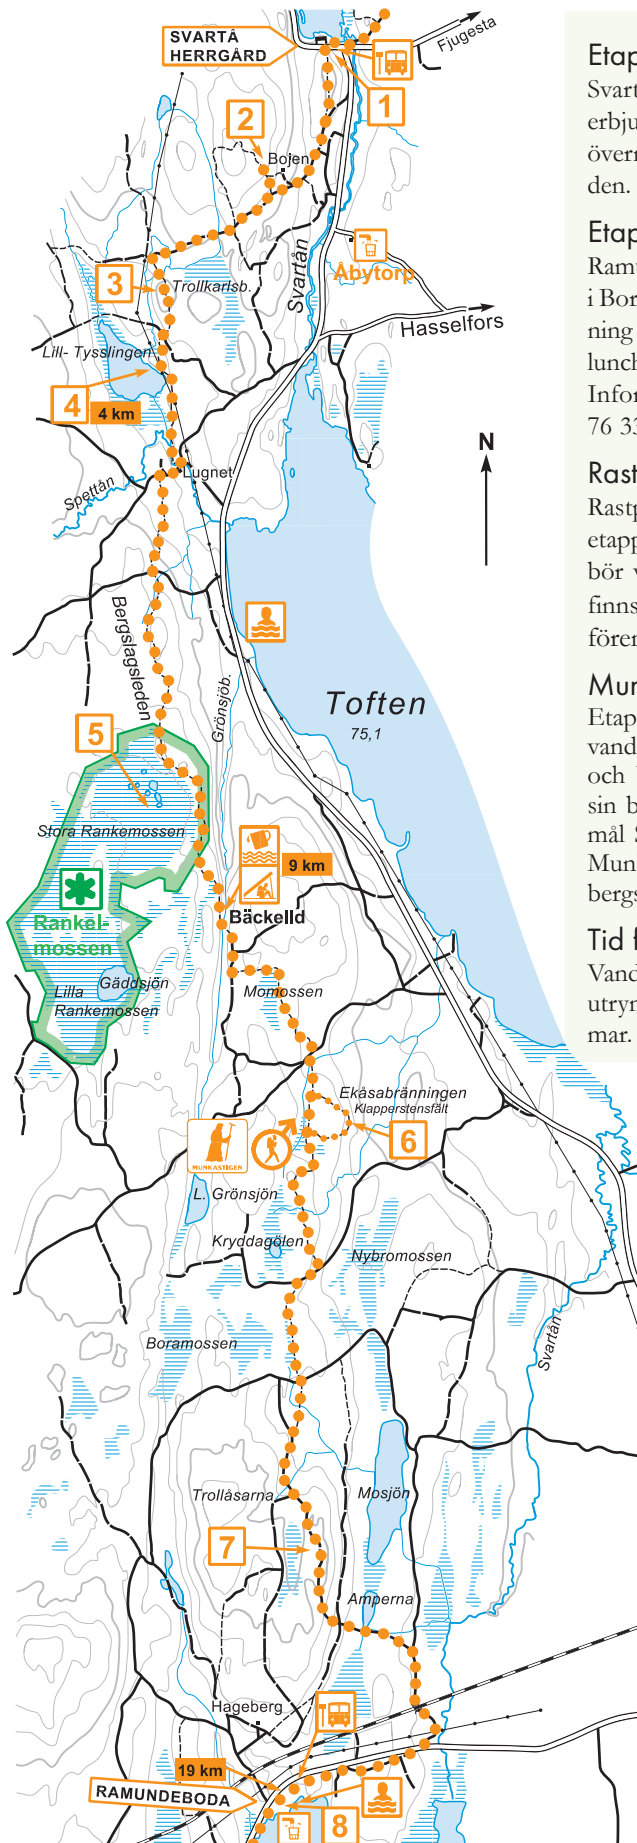 SVARTÅ
HERRGÅRD
Fjugesta
1
2
Bojen
Svartån
Åbytorp
3
Trollkarlsb.
Hasselfors
Lill- Tysslingen
4
4 km
N
Lugnet
Spettån
Bergslagsleden
Grönsjöb.
Toften
75,1
5
Stora Rankemossen
9 km
Bäckelld
Rankel-
mossen
Gäddsjön
Lilla
Rankemossen
Momossen
Ekåsabränningen
Klapperstensfält
6
MUNKASTIGEN
L. Grönsjön
Kryddagölen
Nybromossen
Boramossen
Svartån
Trollåsarna
Mosjön
7
Amperna
Hageberg
19 km
RAMUNDEBODA
8
Etap
Svart
erbju
överr
den.
Etap
Ramu
i Bor
ning
lunch
Infor
76 33
Rast
Rastp
etapp
bör v
finns
fören
Mun
Etap
vand
och
sin b
mål S
Mun
bergs
Tid f
Vand
utryn
mar.